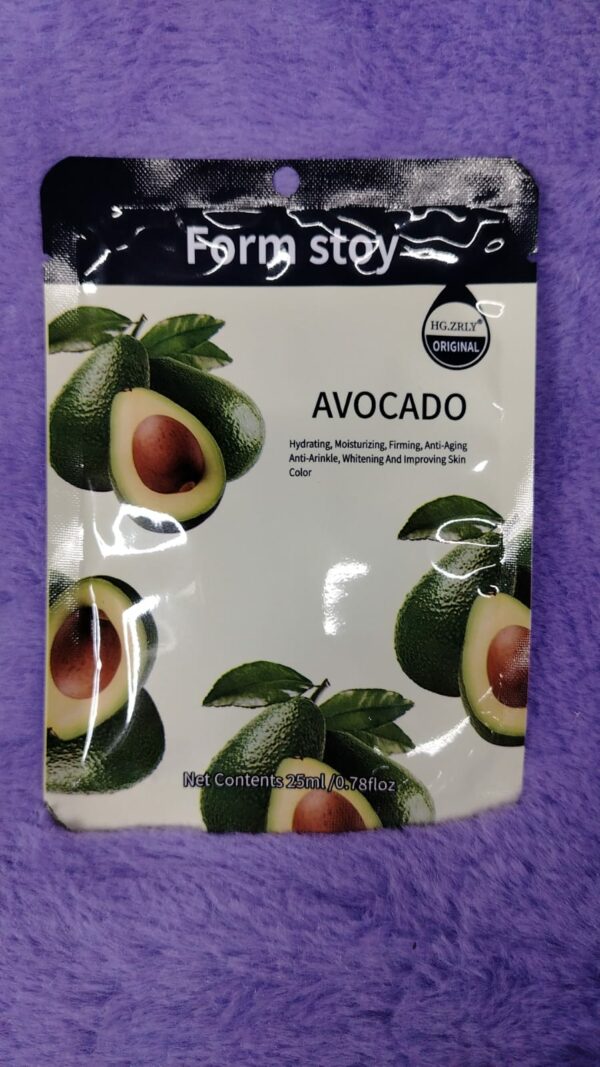 Form stoy
HG.ZRLY®
ORIGINAL
AVOCADO
Hydrating, Moisturizing, Firming, Anti-Aging
Anti-Arinkle, Whitening And Improving Skin
Color
Net Contents 25ml /0.78floz